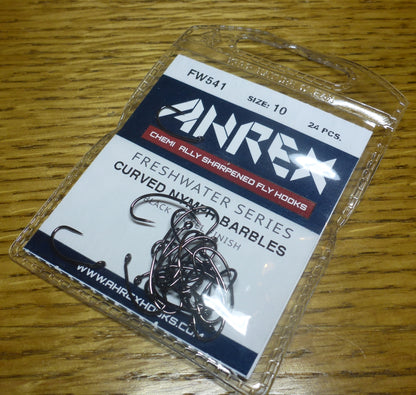 FW541 SIZE: 10 24 PCS.
AHREX
CHEMI ALLY SHARPENED FLY HOOKS
FRESHWATER SERIES
CURVED NYMPH BARBLES
NISH
WWW.AHREXHOOKS.COM